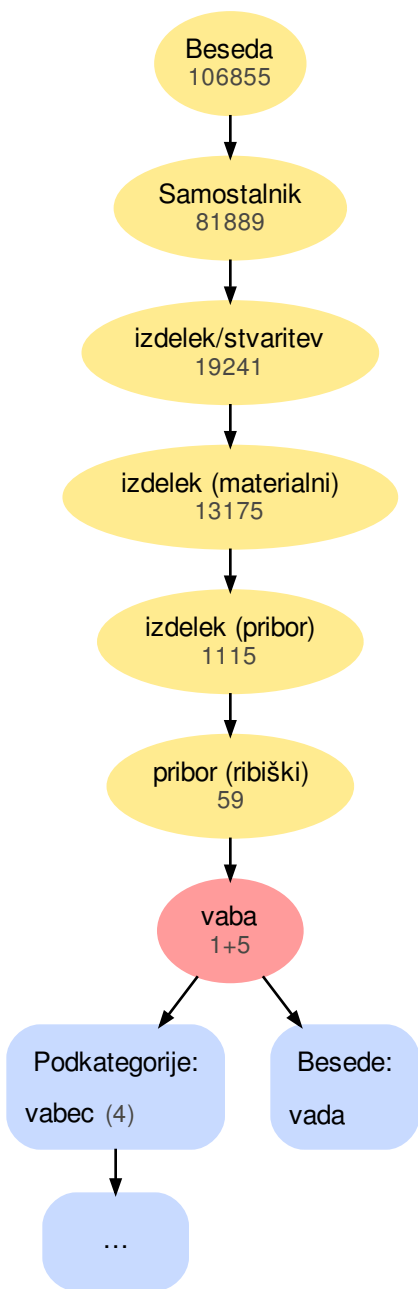 Beseda
106855
Samostalnik
81889
izdelek/stvaritev
19241
izdelek (materialni)
13175
izdelek (pribor)
1115
pribor (ribiški)
59
vaba
1+5
Podkategorije:
vabec (4)
Besede:
vada
…